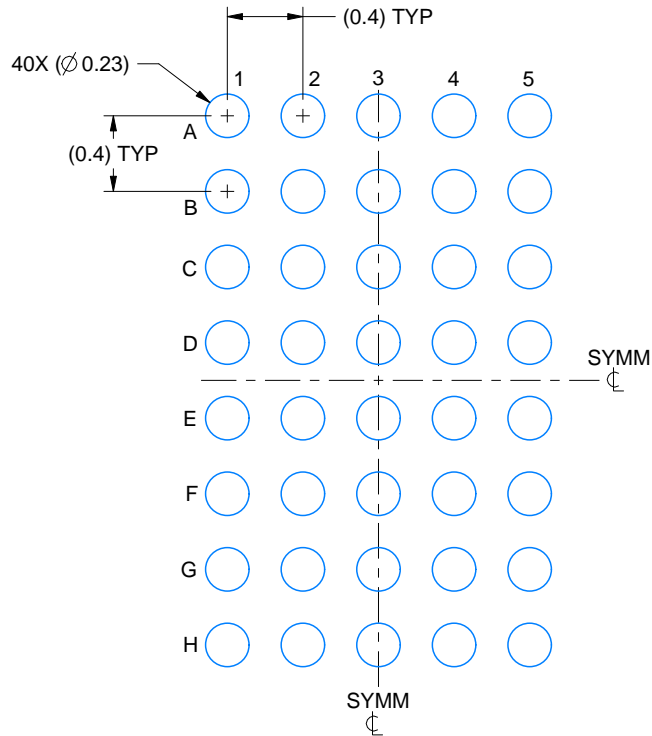 (0.4) TYP
40X (∅ 0.23)
1 2 3 4 5
A
(0.4) TYP
B
C
D
SYMM
℄
E
F
G
H
SYMM
℄